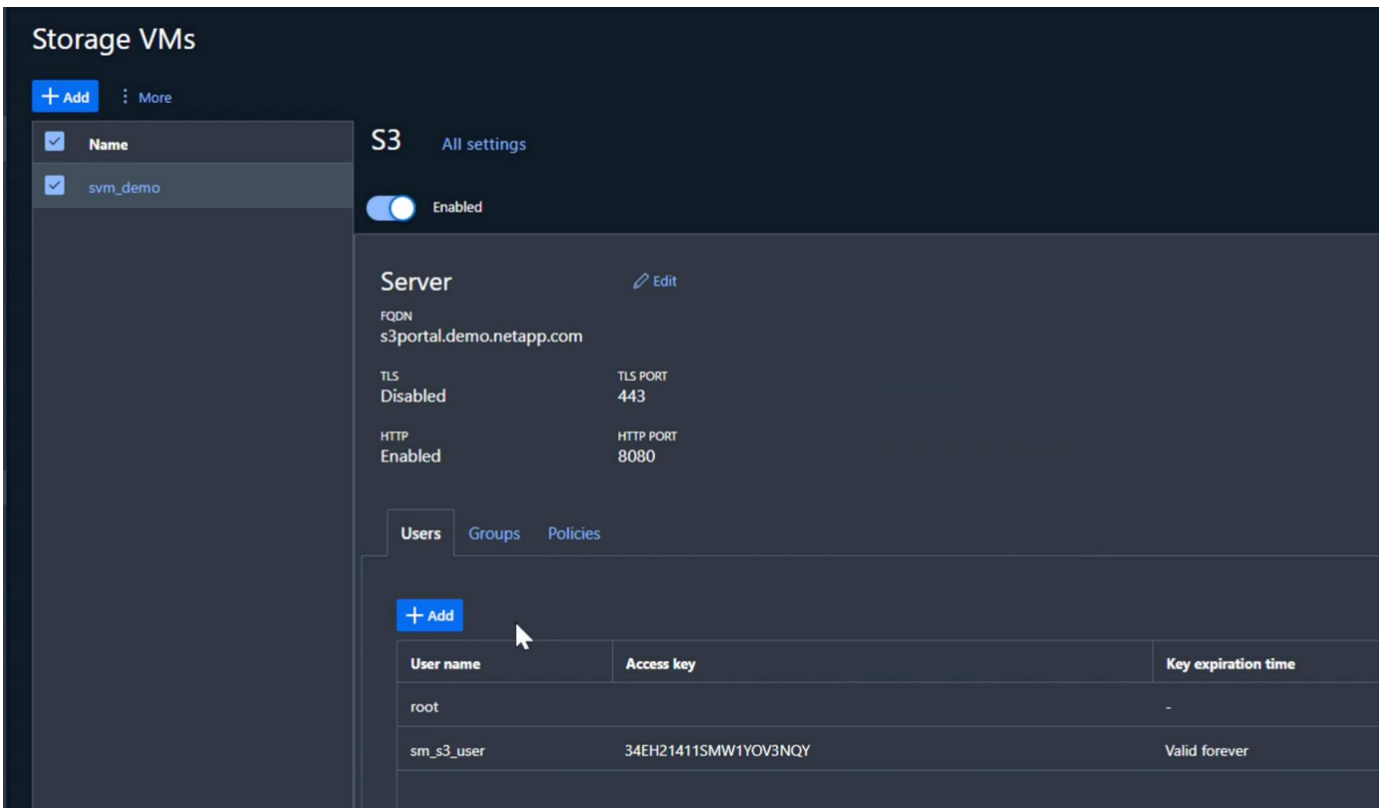 Storage VMs
+ Add   More
Name   S3   All settings
svm_demo
Enabled
Server   Edit
FQDN
s3portal.demo.netapp.com
TLS   TLS PORT
Disabled   443
HTTP   HTTP PORT
Enabled   8080
Users   Groups   Policies
+ Add
User name   Access key   Key expiration time
root   -
sm_s3_user   34EH21411SMW1YOV3NQY   Valid forever